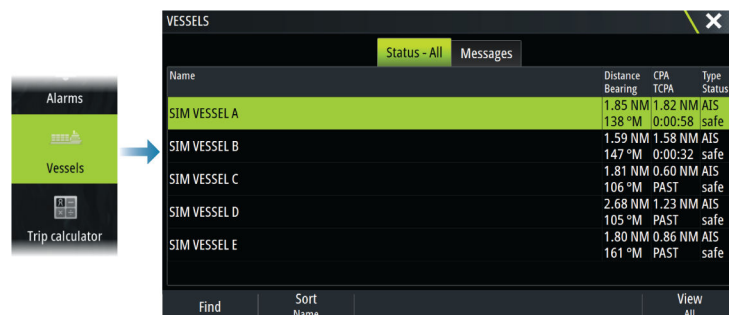 Alarms
Vessels
Trip calculator
VESSELS
Status - All Messages
Name Distance CPA Type
Bearing TCPA Status
SIM VESSEL A 1.85 NM 1.82 NM AIS
138 °M 0:00:58 safe
SIM VESSEL B 1.59 NM 1.58 NM AIS
147 °M 0:00:32 safe
SIM VESSEL C 1.81 NM 0.60 NM AIS
106 °M PAST safe
SIM VESSEL D 2.68 NM 1.23 NM AIS
105 °M PAST safe
SIM VESSEL E 1.80 NM 0.86 NM AIS
161 °M PAST safe
Find Sort View
Name All